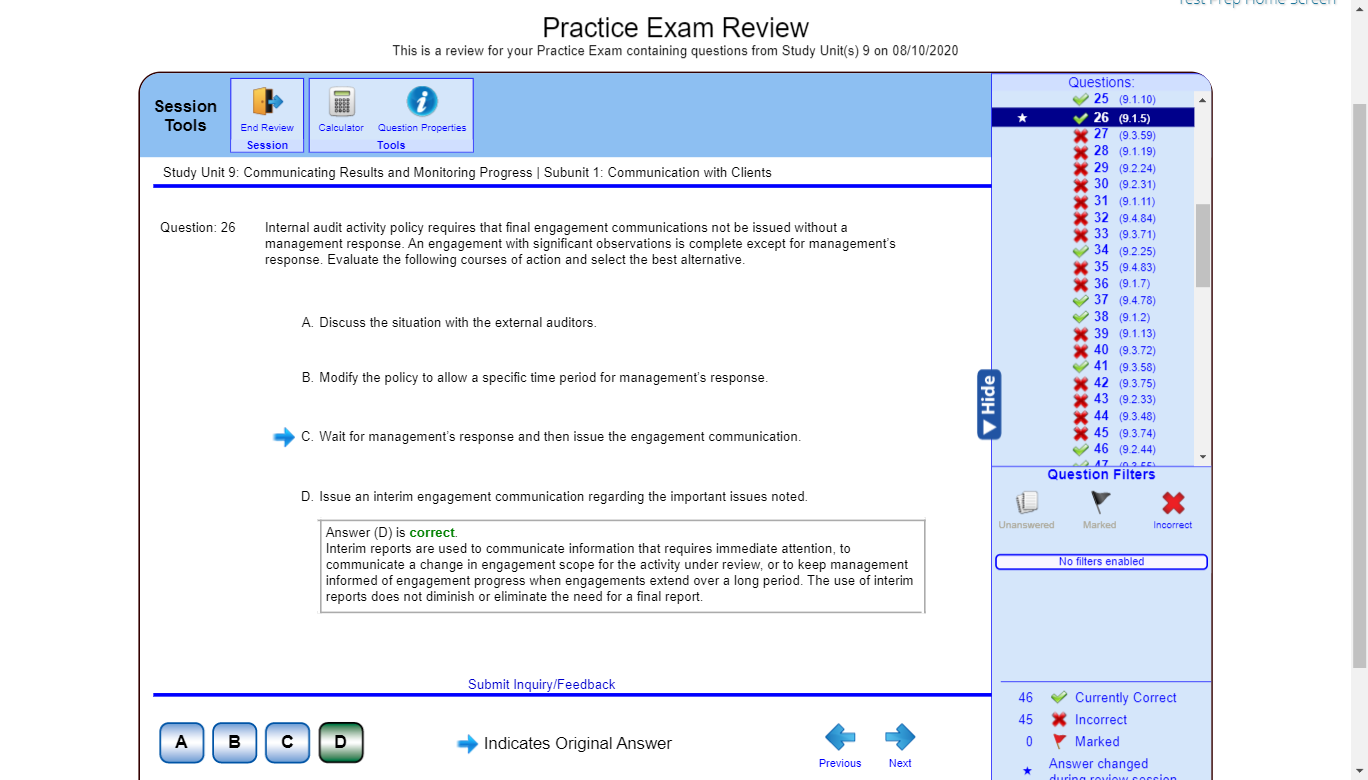 Test Prep Home Screen
Practice Exam Review
This is a review for your Practice Exam containing questions from Study Unit(s) 9 on 08/10/2020
Session
Tools
End Review
Session
Calculator
Question Properties
Tools
Study Unit 9: Communicating Results and Monitoring Progress | Subunit 1: Communication with Clients
Question: 26
Internal audit activity policy requires that final engagement communications not be issued without a
management response. An engagement with significant observations is complete except for management's
response. Evaluate the following courses of action and select the best alternative.
A. Discuss the situation with the external auditors.
B. Modify the policy to allow a specific time period for management's response.
C. Wait for management's response and then issue the engagement communication.
D. Issue an interim engagement communication regarding the important issues noted.
Answer (D) is correct.
Interim reports are used to communicate information that requires immediate attention, to
communicate a change in engagement scope for the activity under review, or to keep management
informed of engagement progress when engagements extend over a long period. The use of interim
reports does not diminish or eliminate the need for a final report.
Submit Inquiry/Feedback
A
B
C
D
Indicates Original Answer
Previous
Next
Hide
Questions:
25 (9.1.10)
26 (9.1.5)
27 (9.3.59)
28 (9.1.19)
29 (9.2.24)
30 (9.2.31)
31 (9.1.11)
32 (9.4.84)
33 (9.3.71)
34 (9.2.25)
35 (9.4.83)
36 (9.1.7)
37 (9.4.78)
38 (9.1.2)
39 (9.1.13)
40 (9.3.72)
41 (9.3.58)
42 (9.3.75)
43 (9.2.33)
44 (9.3.48)
45 (9.3.74)
46 (9.2.44)
47 (9.3.55)
Question Filters
Unanswered
Marked
Incorrect
No filters enabled
46 Currently Correct
45 Incorrect
0 Marked
Answer changed
during review session